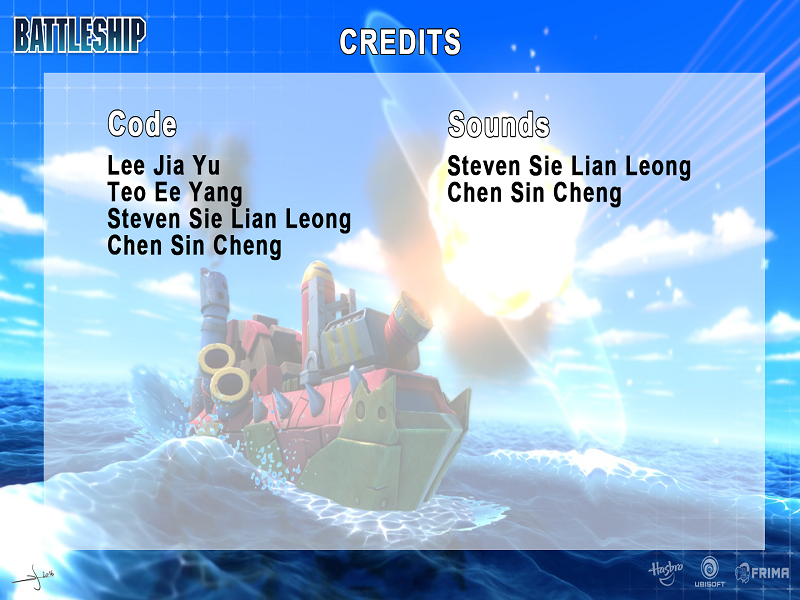 BATTLESHIP
CREDITS
Code
Lee Jia Yu
Teo Ee Yang
Steven Sie Lian Leong
Chen Sin Cheng
Sounds
Steven Sie Lian Leong
Chen Sin Cheng
Hasbro
UBISOFT
FRIMA